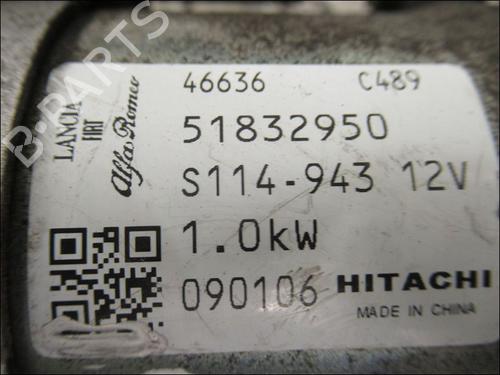 46636 C489
LANCIA
FIAT
Alfa Romeo
51832950
S114-943 12V
1.0kW
090106 HITACHI
MADE IN CHINA
B-PARTS